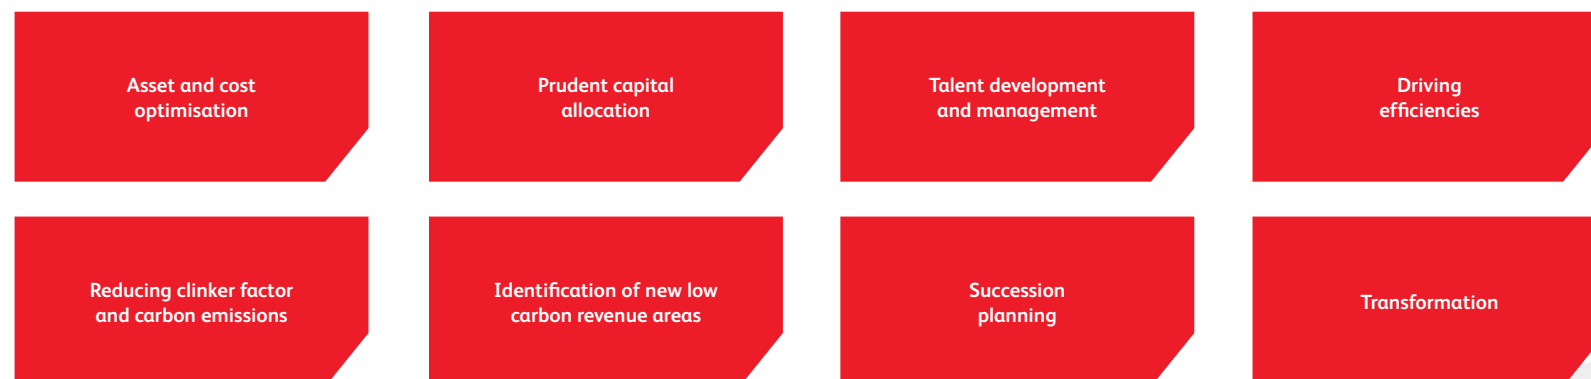 Asset and cost
optimisation
Prudent capital
allocation
Talent development
and management
Driving
efficiencies
Reducing clinker factor
and carbon emissions
Identification of new low
carbon revenue areas
Succession
planning
Transformation